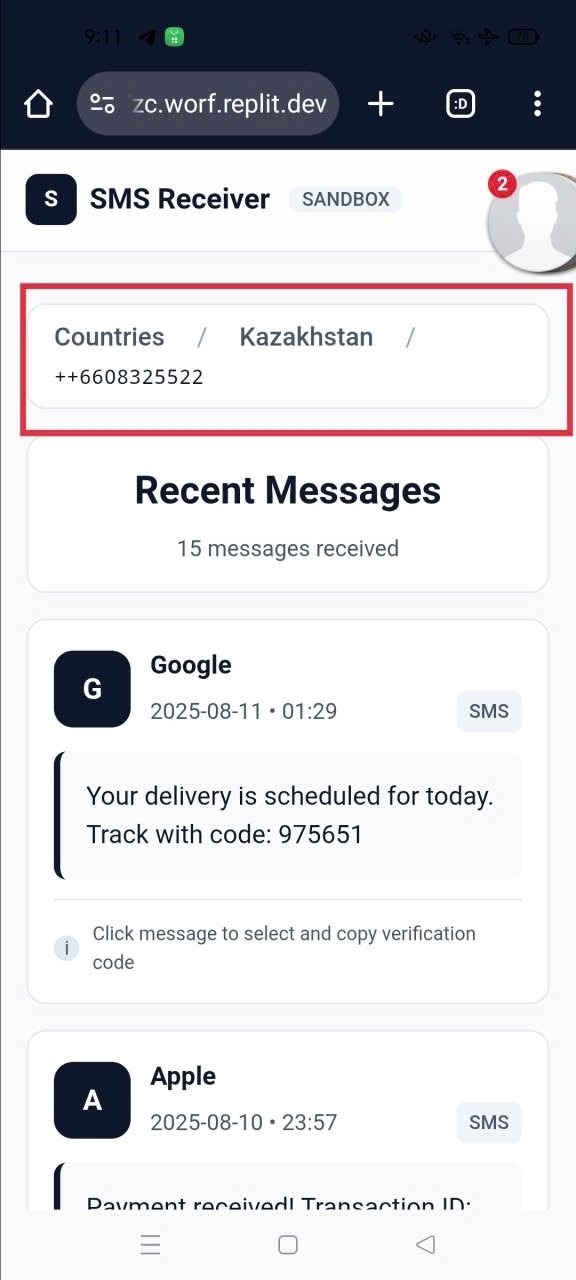 9:11
78
zc.worf.replit.dev
:D
S
SMS Receiver
SANDBOX
2
Countries / Kazakhstan /
++6608325522
Recent Messages
15 messages received
G
Google
2025-08-11 • 01:29
SMS
Your delivery is scheduled for today.
Track with code: 975651
i
Click message to select and copy verification
code
A
Apple
2025-08-10 • 23:57
SMS
Payment received! Transaction ID: